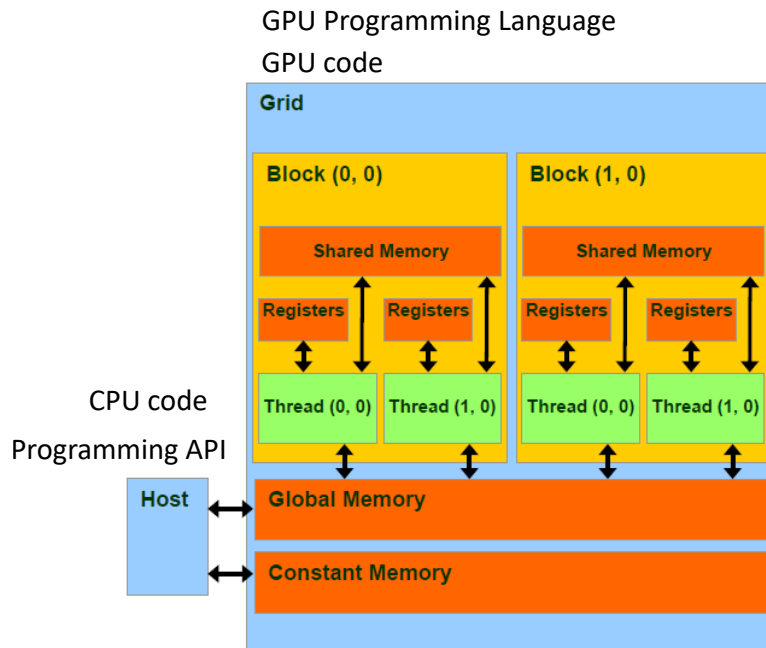 GPU Programming Language
GPU code
Grid
Block (0, 0)
Block (1, 0)
Shared Memory
Shared Memory
Registers
Registers
Registers
Registers
Thread (0, 0)
Thread (1, 0)
Thread (0, 0)
Thread (1, 0)
CPU code
Programming API
Host
Global Memory
Constant Memory